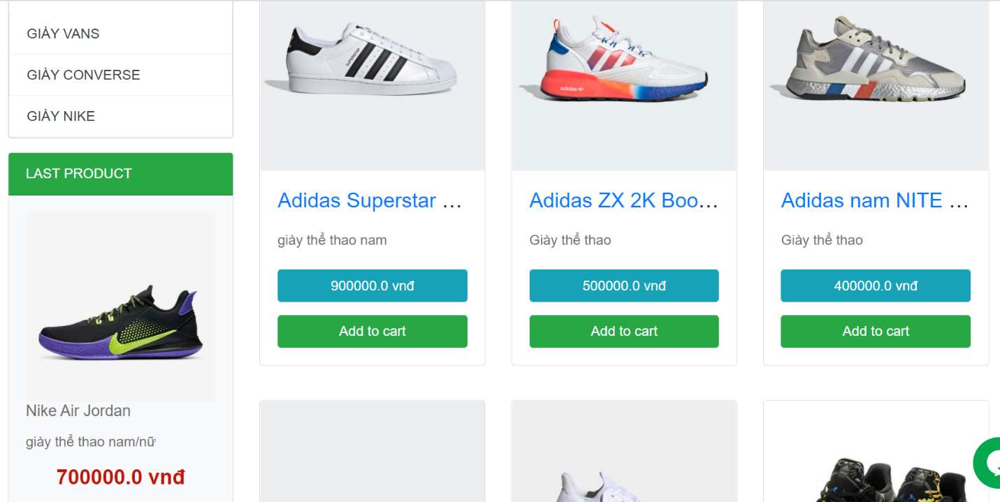 GIÀY VANS
GIÀY CONVERSE
GIÀY NIKE
LAST PRODUCT
Nike Air Jordan
giày thể thao nam/nữ
700000.0 vnđ
SUPERSTAR
Adidas Superstar ...
giày thể thao nam
900000.0 vnđ
Add to cart
adidas
Adidas ZX 2K Boo...
Giày thể thao
500000.0 vnđ
Add to cart
Adidas nam NITE ...
Giày thể thao
400000.0 vnđ
Add to cart